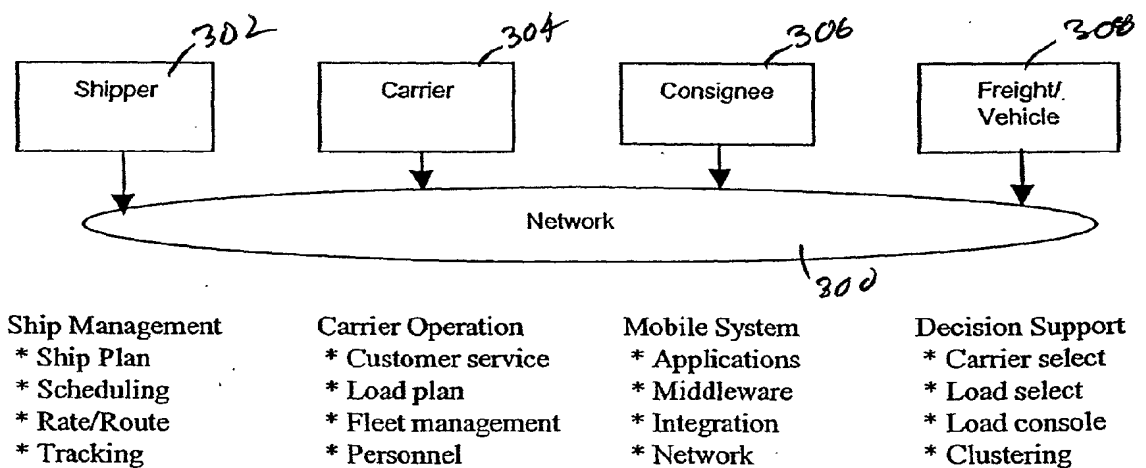 302
304
306
308
Shipper
Carrier
Consignee
Freight/
Vehicle
Network
300
Ship Management
* Ship Plan
* Scheduling
* Rate/Route
* Tracking
Carrier Operation
* Customer service
* Load plan
* Fleet management
* Personnel
Mobile System
* Applications
* Middleware
* Integration
* Network
Decision Support
* Carrier select
* Load select
* Load console
* Clustering